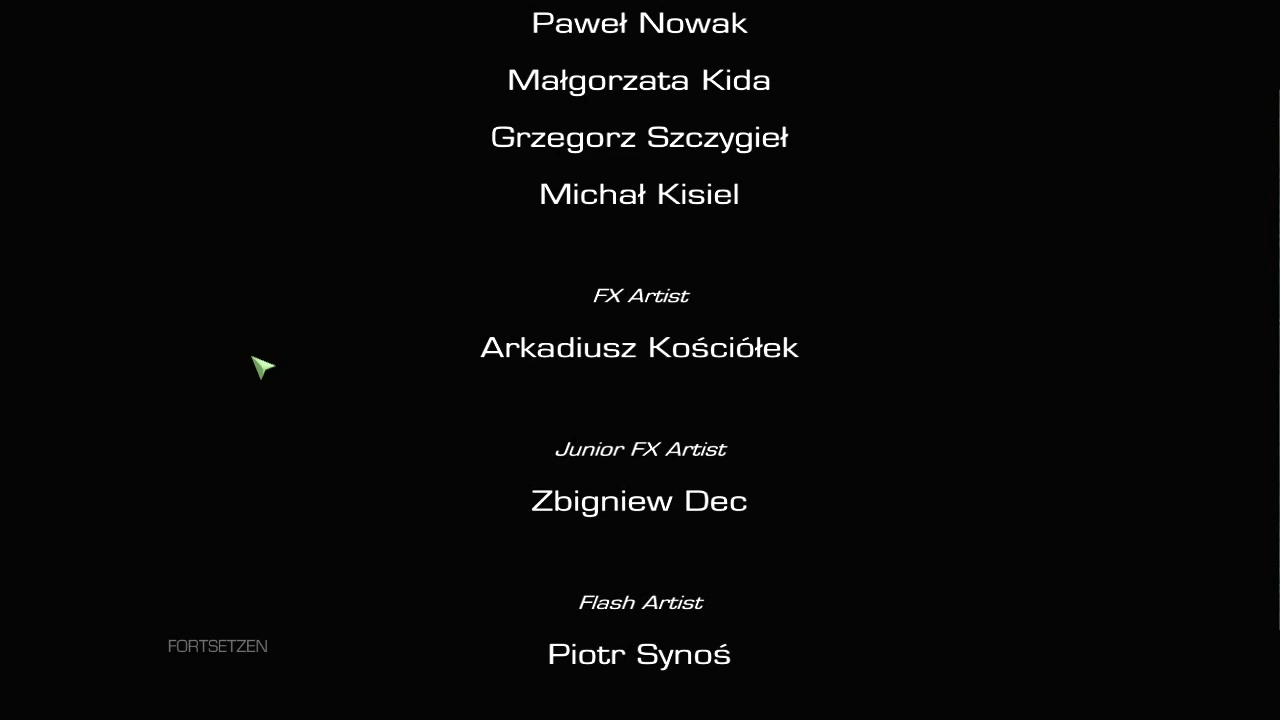 Paweł Nowak
Małgorzata Kida
Grzegorz Szczygieł
Michał Kisiel
FX Artist
Arkadiusz Kościółek
Junior FX Artist
Zbigniew Dec
Flash Artist
FORTSETZEN
Piotr Synoś